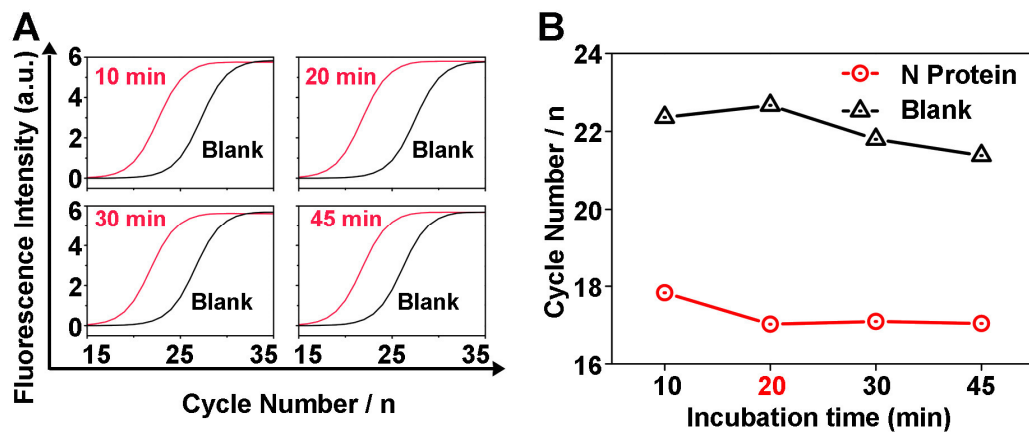 A
Fluorescence Intensity (a.u.)
6
4
2
0
10 min
Blank
20 min
Blank
6
4
2
0
30 min
Blank
45 min
Blank
15 25 35 15 25 35
Cycle Number / n
B
Cycle Number / n
24
22
20
18
16
N Protein
Blank
10 20 30 45
Incubation time (min)